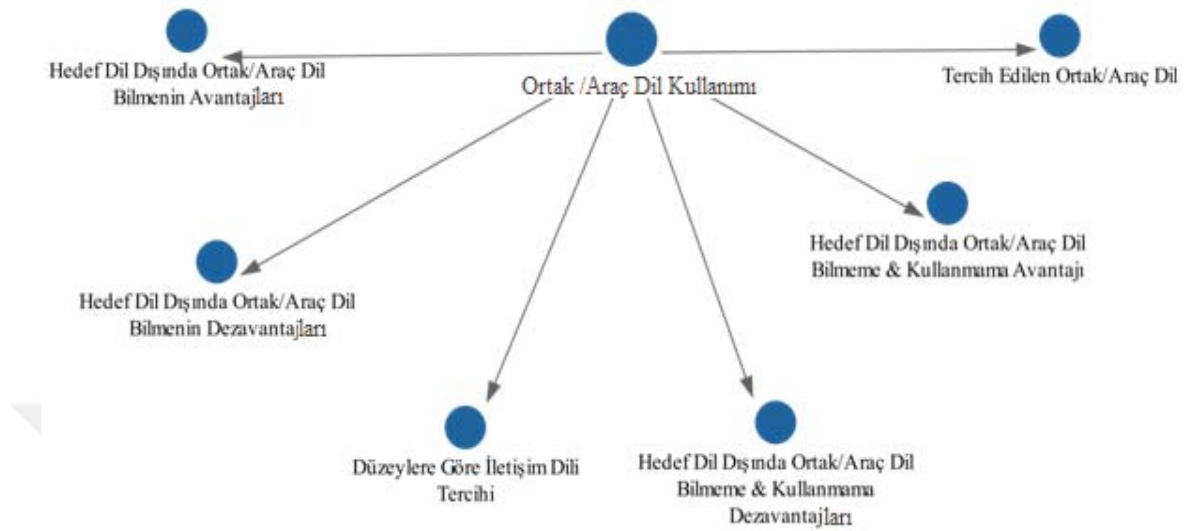 Hedef Dil Dışında Ortak/Araç Dil
Bilmenin Avantajları
Ortak /Araç Dil Kullanımı
Tercih Edilen Ortak/Araç Dil
Hedef Dil Dışında Ortak/Araç Dil
Bilmeme & Kullanmama Avantajı
Hedef Dil Dışında Ortak/Araç Dil
Bilmenin Dezavantajları
Düzeylere Göre İletişim Dili
Tercihi
Hedef Dil Dışında Ortak/Araç Dil
Bilmeme & Kullanmama
Dezavantajları